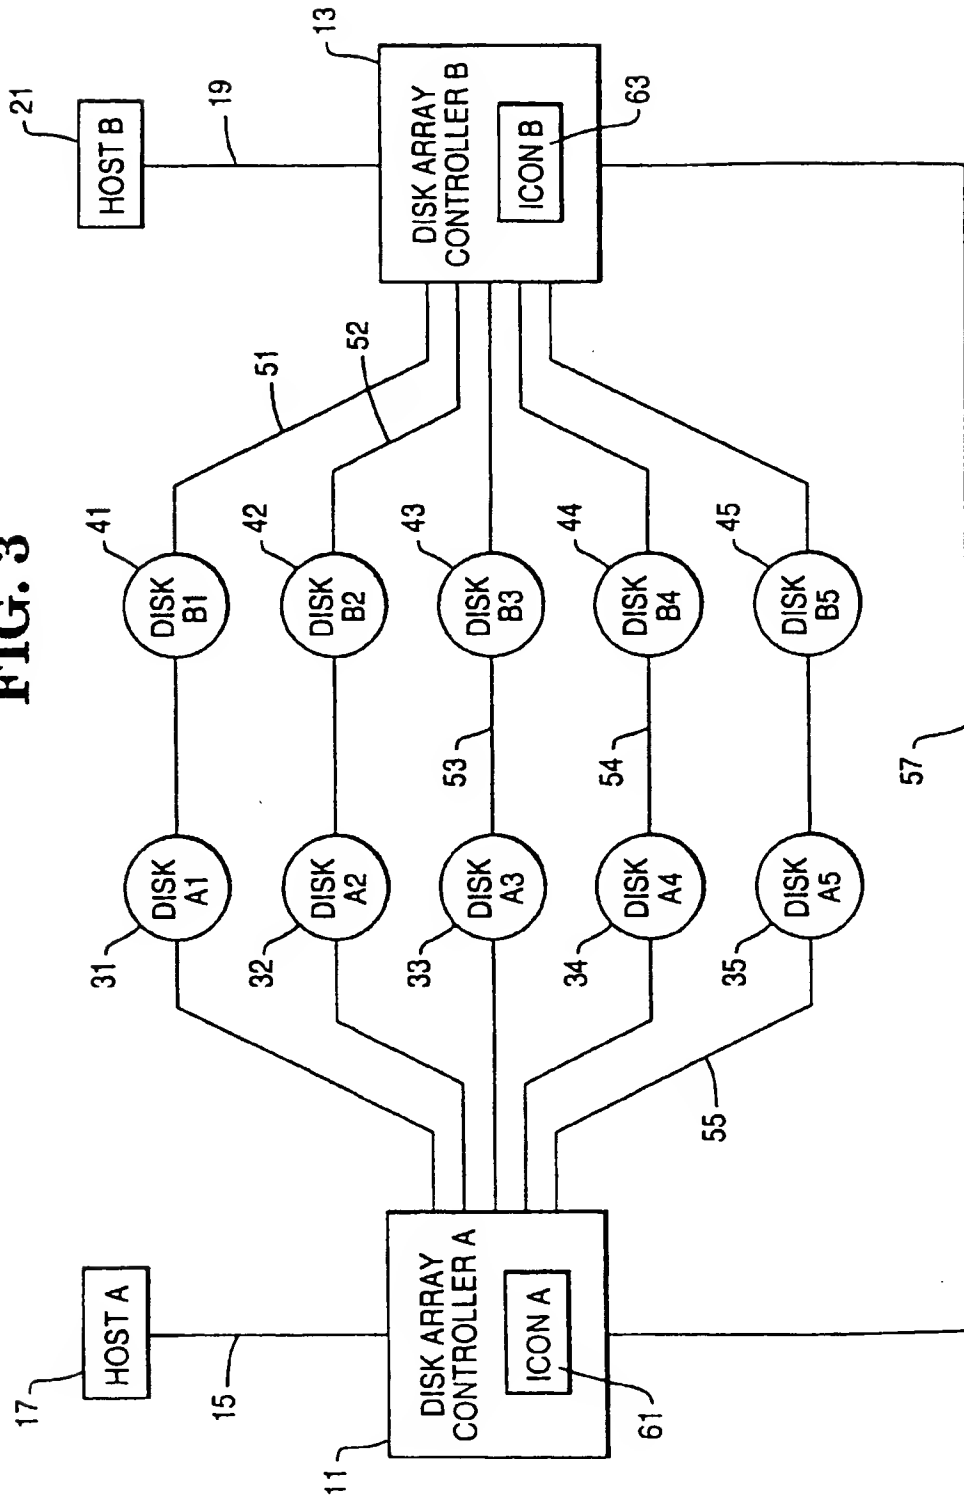 FIG. 3
17
HOST A
21
HOST B
15
19
11
DISK ARRAY
CONTROLLER A
ICON A
61
13
DISK ARRAY
CONTROLLER B
ICON B
63
31
DISK
A1
41
DISK
B1
51
32
DISK
A2
42
DISK
B2
52
33
DISK
A3
53
43
DISK
B3
34
DISK
A4
54
44
DISK
B4
35
DISK
A5
45
DISK
B5
55
57